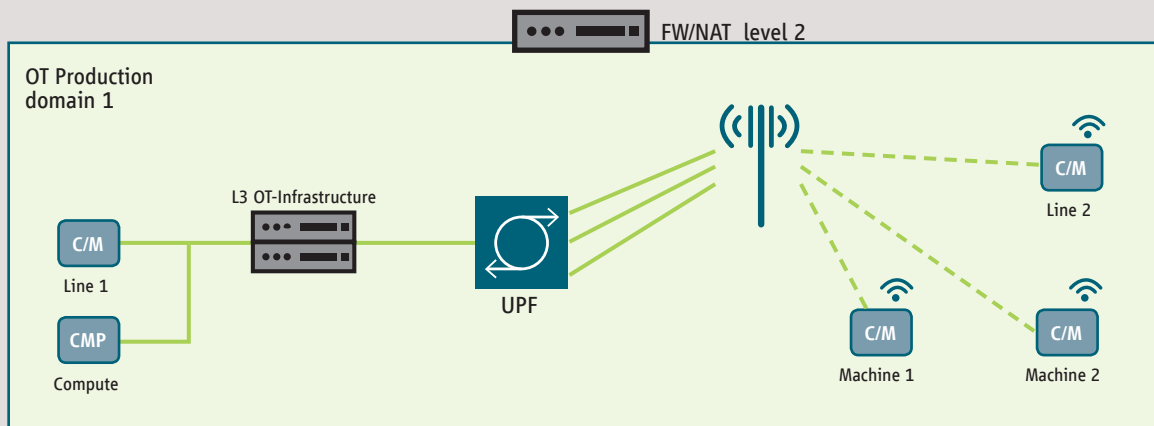 FW/NAT level 2
OT Production
domain 1
L3 OT-Infrastructure
C/M
Line 1
CMP
Compute
UPF
C/M
Line 2
C/M
Machine 1
C/M
Machine 2